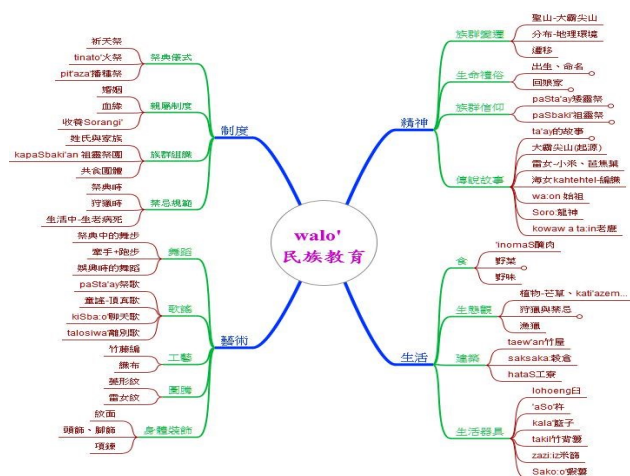 walo'
民族教育
制度
祭典儀式
祈天祭
tinato'火祭
pit'aza'播種祭
親屬制度
婚姻
血緣
收養Sorangi'
族群組織
姓氏與家族
kapaSbaki'an 祖靈祭團
共食團體
禁忌規範
祭典時
狩獵時
生活中-生老病死
藝術
舞蹈
祭典中的舞步
牽手+跑步
娛興時的舞蹈
歌謠
paSta'ay祭歌
童謠-頂真歌
kiSba:o'聊天歌
talosiwa'離別歌
工藝
竹藤編
織布
圖騰
菱形紋
雷女紋
身體裝飾
紋面
頭飾、腳飾
項鍊
精神
族群變遷
聖山-大霸尖山
分布-地理環境
遷移
生命禮俗
出生、命名
回娘家
族群信仰
paSta'ay矮靈祭
paSbaki'祖靈祭
傳說故事
ta'ay的故事
大霸尖山(起源)
雷女-小米、芭蕉葉
海女kahtehtel-編織
wa:on 始祖
Soro:龍神
kowaw a ta:in老鷹
生活
食
'inomaS醃肉
野菜
野味
生態觀
植物-芒草、kati'azem...
狩獵與禁忌
漁獵
建築
taew'an竹屋
saksaka:穀倉
hataS工寮
生活器具
lohoeng臼
'aSo'杵
kala'籃子
takil竹背簍
zazi:iz米篩
Sako:o'蝦簍